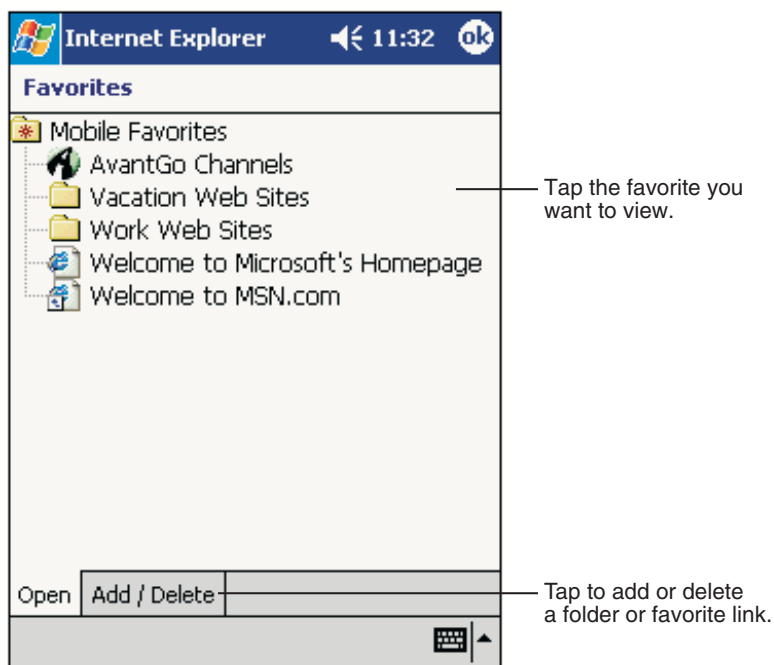 Internet Explorer 11:32 ok
Favorites
Mobile Favorites
AvantGo Channels
Vacation Web Sites
Work Web Sites
Welcome to Microsoft's Homepage
Welcome to MSN.com
Tap the favorite you
want to view.
Open Add / Delete
Tap to add or delete
a folder or favorite link.